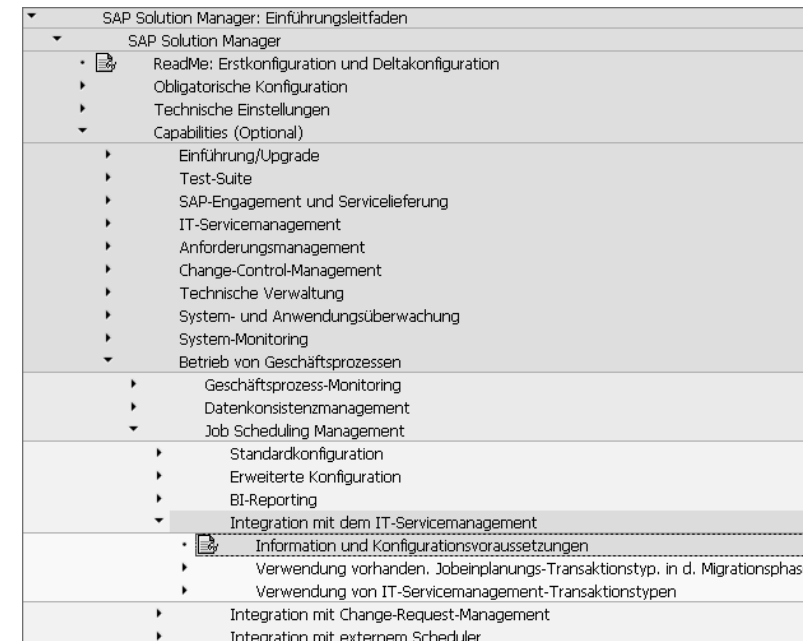 SAP Solution Manager: Einführungsleitfaden
SAP Solution Manager
ReadMe: Erstkonfiguration und Deltakonfiguration
Obligatorische Konfiguration
Technische Einstellungen
Capabilities (Optional)
Einführung/Upgrade
Test-Suite
SAP-Engagement und Servicelieferung
IT-Servicemanagement
Anforderungsmanagement
Change-Control-Management
Technische Verwaltung
System- und Anwendungsüberwachung
System-Monitoring
Betrieb von Geschäftsprozessen
Geschäftsprozess-Monitoring
Datenkonsistenzmanagement
Job Scheduling Management
Standardkonfiguration
Erweiterte Konfiguration
BI-Reporting
Integration mit dem IT-Servicemanagement
Information und Konfigurationsvoraussetzungen
Verwendung vorhanden. Jobeinplanungs-Transaktionstyp. in d. Migrationsphas
Verwendung von IT-Servicemanagement-Transaktionstypen
Integration mit Change-Request-Management
Integration mit externem Scheduler